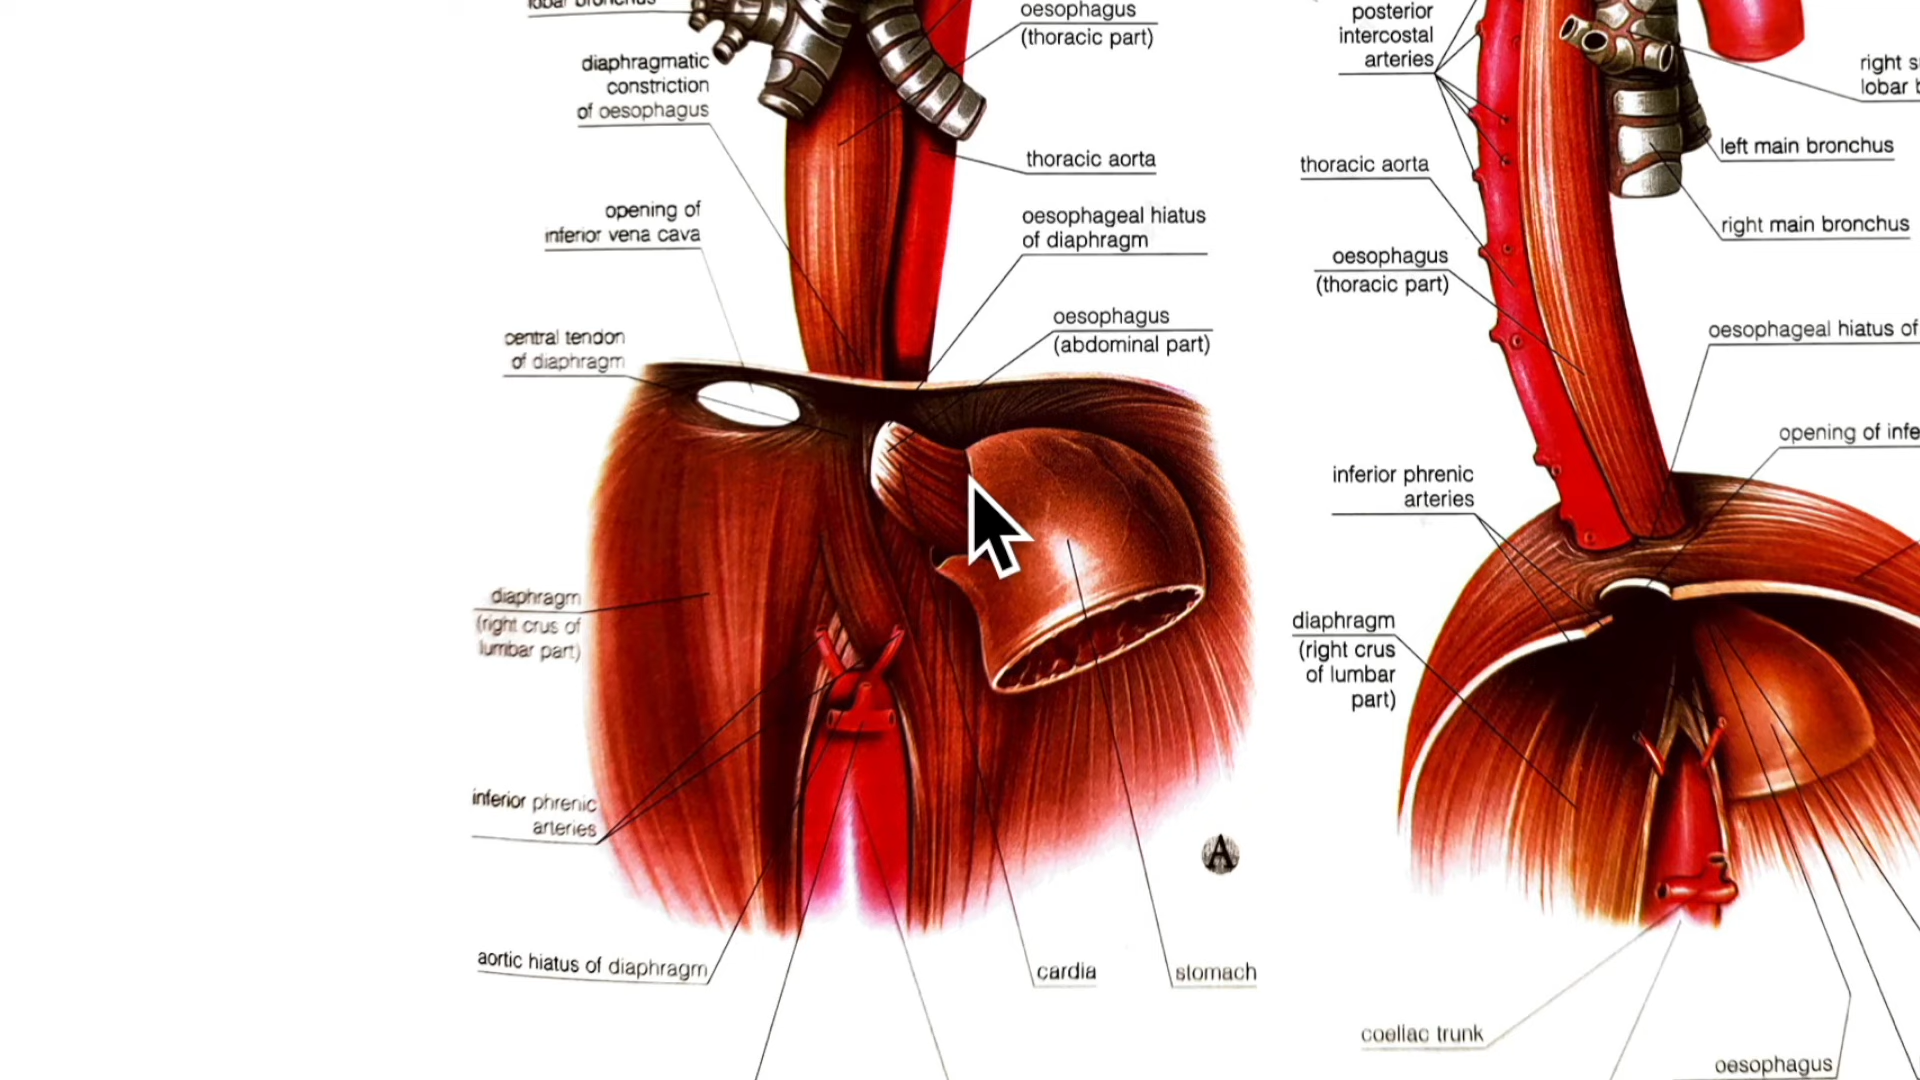 lobar bronchus
diaphragmatic
constriction
of oesophagus
opening of
inferior vena cava
central tendon
of diaphragm
diaphragm
(right crus of
lumbar part)
inferior phrenic
arteries
aortic hiatus of diaphragm
oesophagus
(thoracic part)
thoracic aorta
oesophageal hiatus
of diaphragm
oesophagus
(abdominal part)
A
cardia
stomach
posterior
intercostal
arteries
thoracic aorta
oesophagus
(thoracic part)
inferior phrenic
arteries
diaphragm
(right crus
of lumbar
part)
coeliac trunk
right s
lobar b
left main bronchus
right main bronchus
oesophageal hiatus of
opening of infe
oesophagus